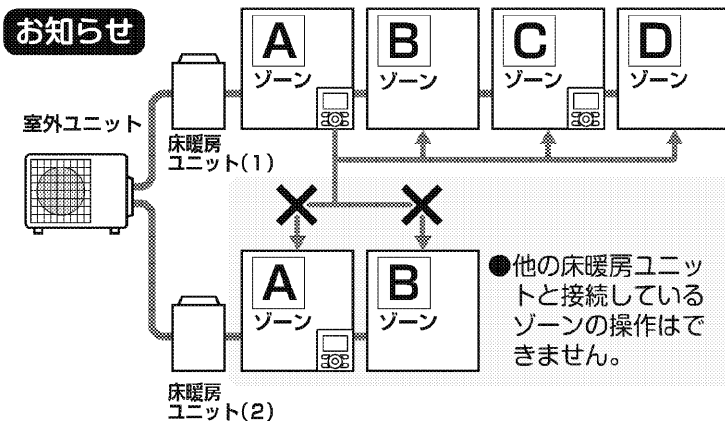 お知らせ
A
ゾーン
B
ゾーン
C
ゾーン
D
ゾーン
室外ユニット
床暖房
ユニット(1)
A
ゾーン
B
ゾーン
●他の床暖房ユニッ
トと接続している
ゾーンの操作はで
きません。
床暖房
ユニット(2)